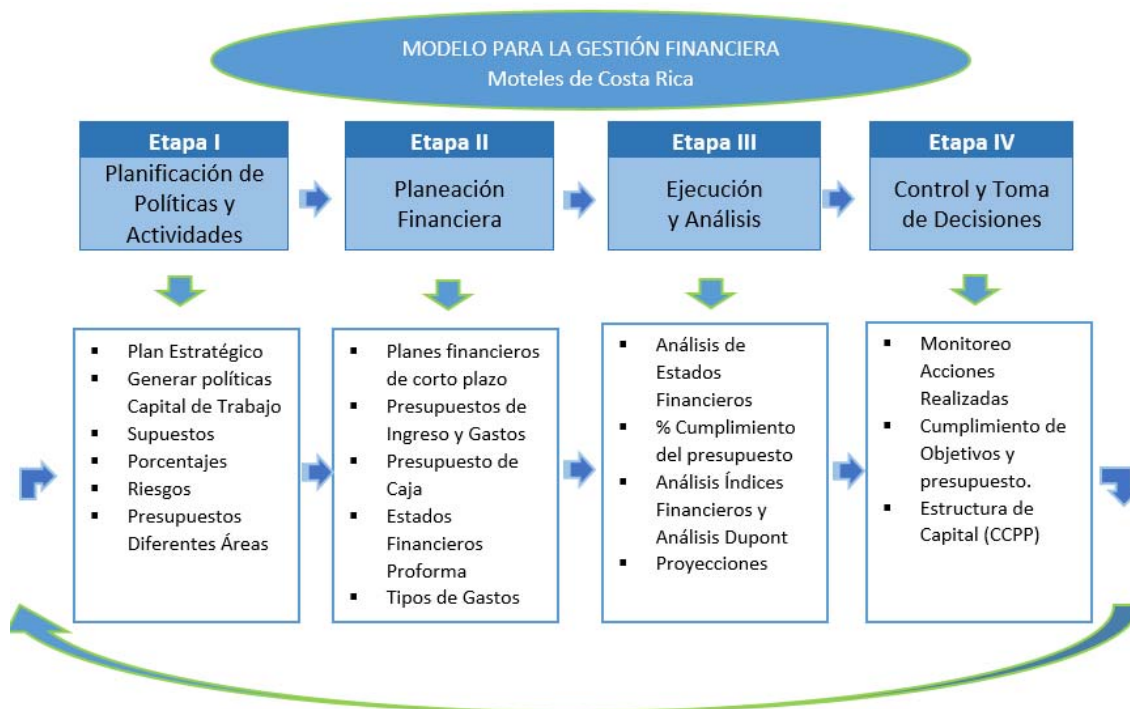 MODELO PARA LA GESTIÓN FINANCIERA
Moteles de Costa Rica
Etapa I
Planificación de
Políticas y
Actividades
Etapa II
Planeación
Financiera
Etapa III
Ejecución
y Análisis
Etapa IV
Control y Toma
de Decisiones
▪ Plan Estratégico
▪ Generar políticas
Capital de Trabajo
▪ Supuestos
▪ Porcentajes
▪ Riesgos
▪ Presupuestos
Diferentes Áreas
▪ Planes financieros
de corto plazo
▪ Presupuestos de
Ingreso y Gastos
▪ Presupuesto de
Caja
▪ Estados
Financieros
Proforma
▪ Tipos de Gastos
▪ Análisis de
Estados
Financieros
▪ % Cumplimiento
del presupuesto
▪ Análisis Índices
Financieros y
Análisis Dupont
▪ Proyecciones
▪ Monitoreo
Acciones
Realizadas
▪ Cumplimiento de
Objetivos y
presupuesto.
▪ Estructura de
Capital (CCPP)